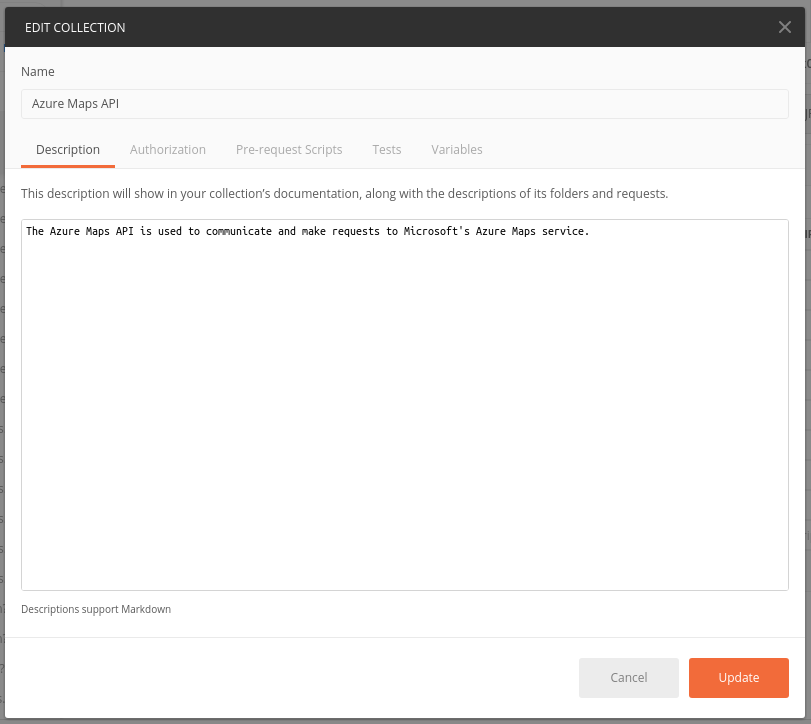 EDIT COLLECTION
Name
Azure Maps API
Description Authorization Pre-request Scripts Tests Variables
This description will show in your collection's documentation, along with the descriptions of its folders and requests.
The Azure Maps API is used to communicate and make requests to Microsoft's Azure Maps service.
Descriptions support Markdown
Cancel Update